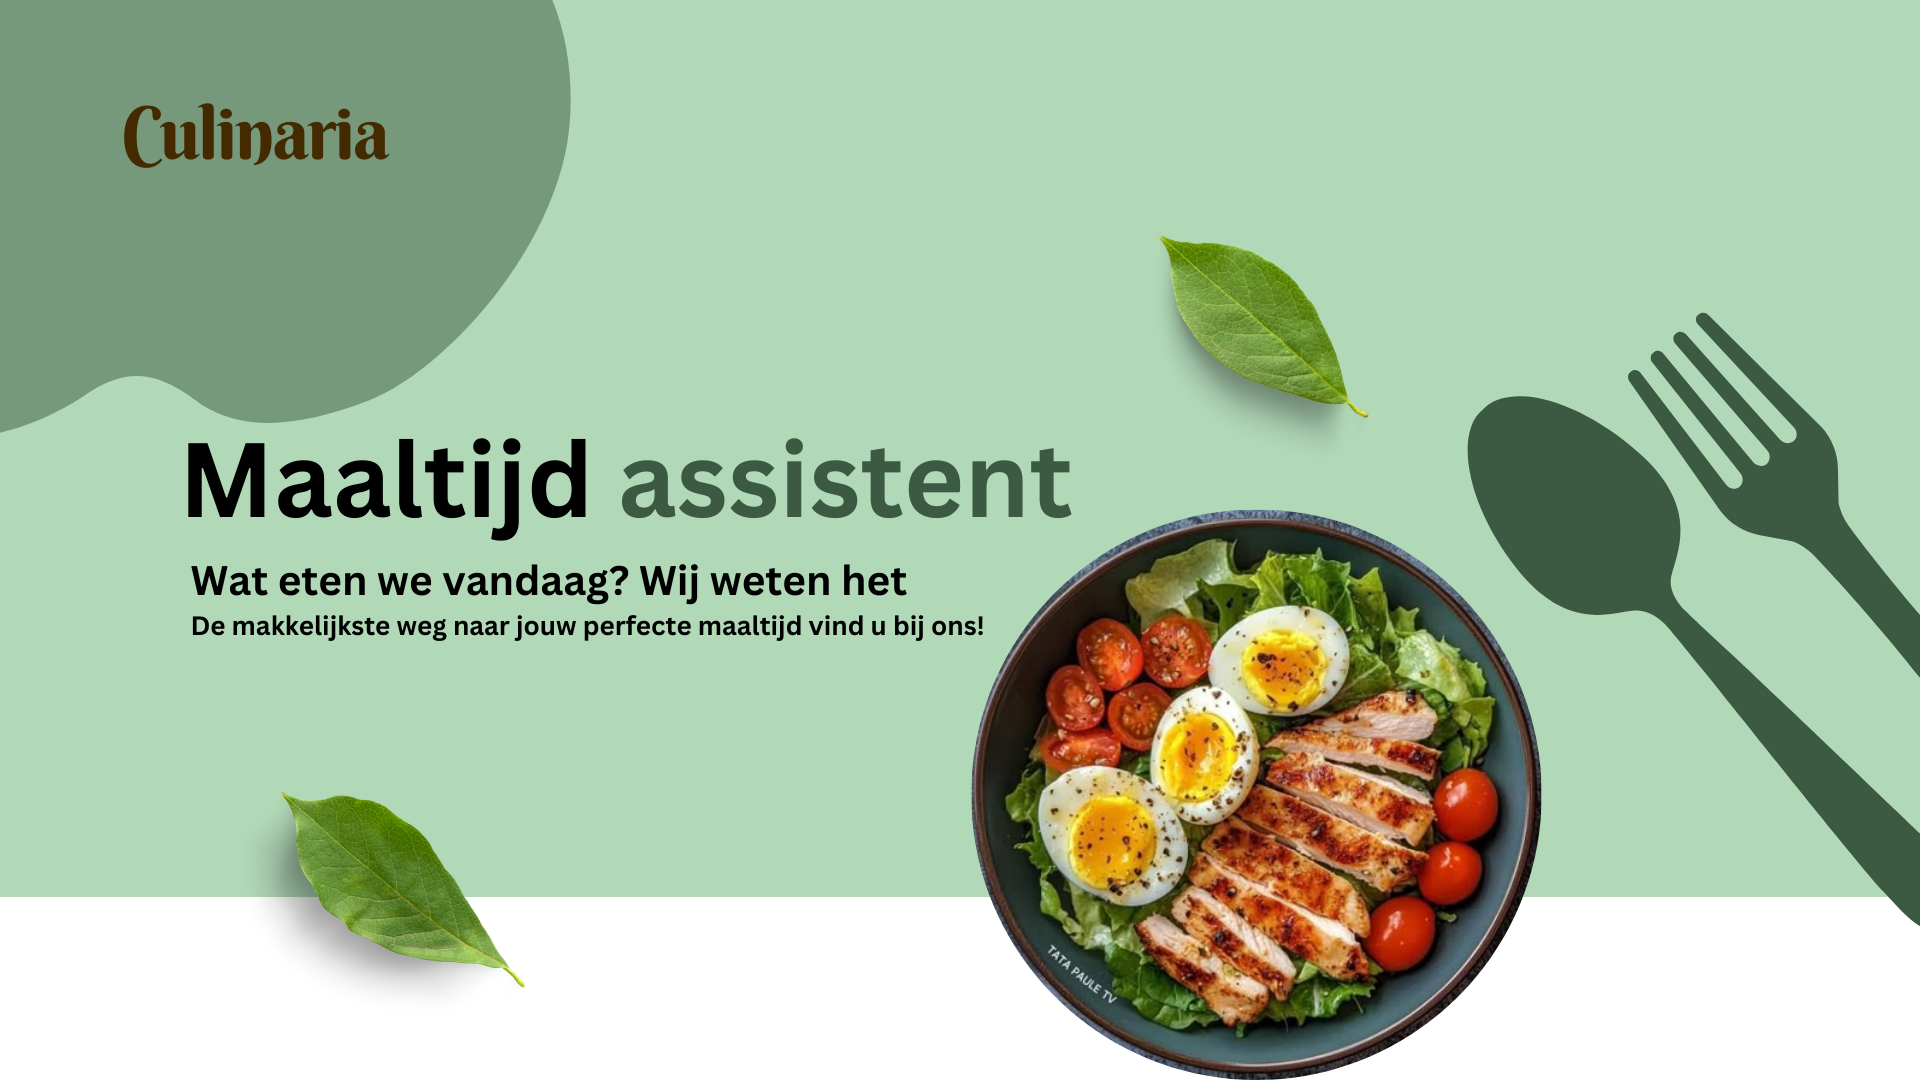 Culinaria
Maaltijd assistent
Wat eten we vandaag? Wij weten het
De makkelijkste weg naar jouw perfecte maaltijd vind u bij ons!
TATA PAULE TV